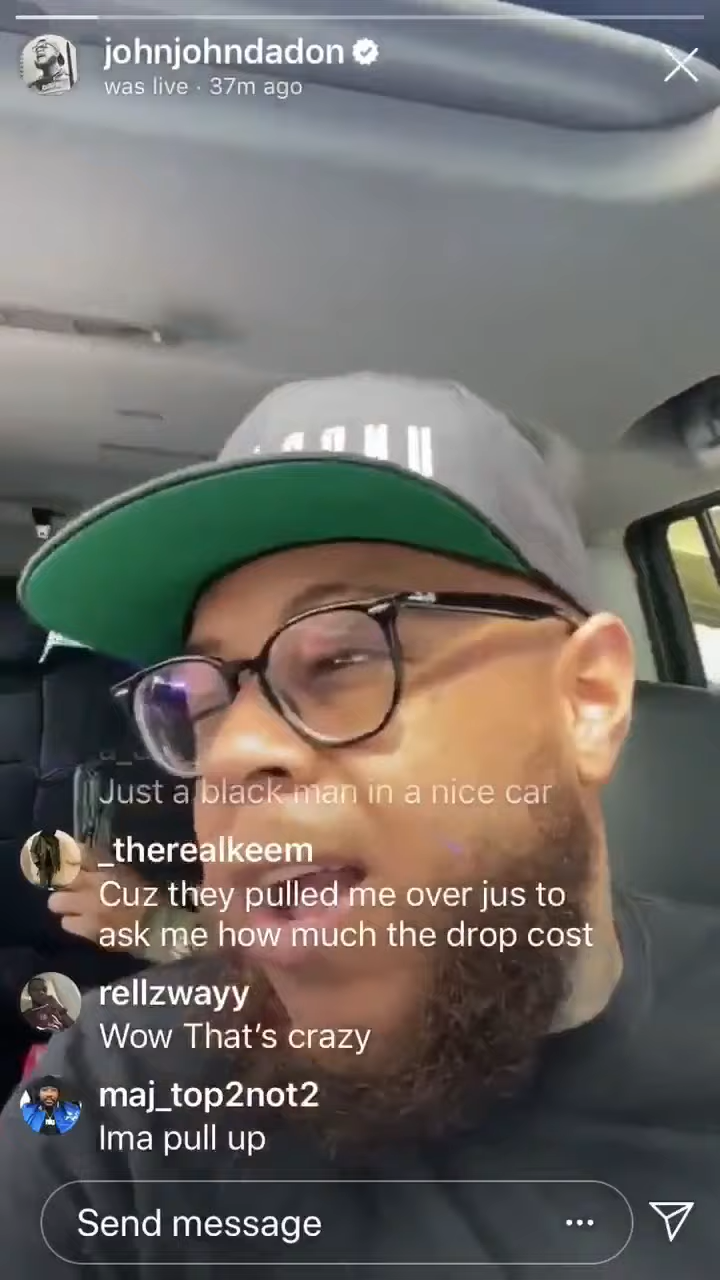 johnjohndadon
was live · 37m ago
Just a black man in a nice car
_therealkeem
Cuz they pulled me over jus to
ask me how much the drop cost
rellzwayy
Wow That’s crazy
maj_top2not2
Ima pull up
Send message